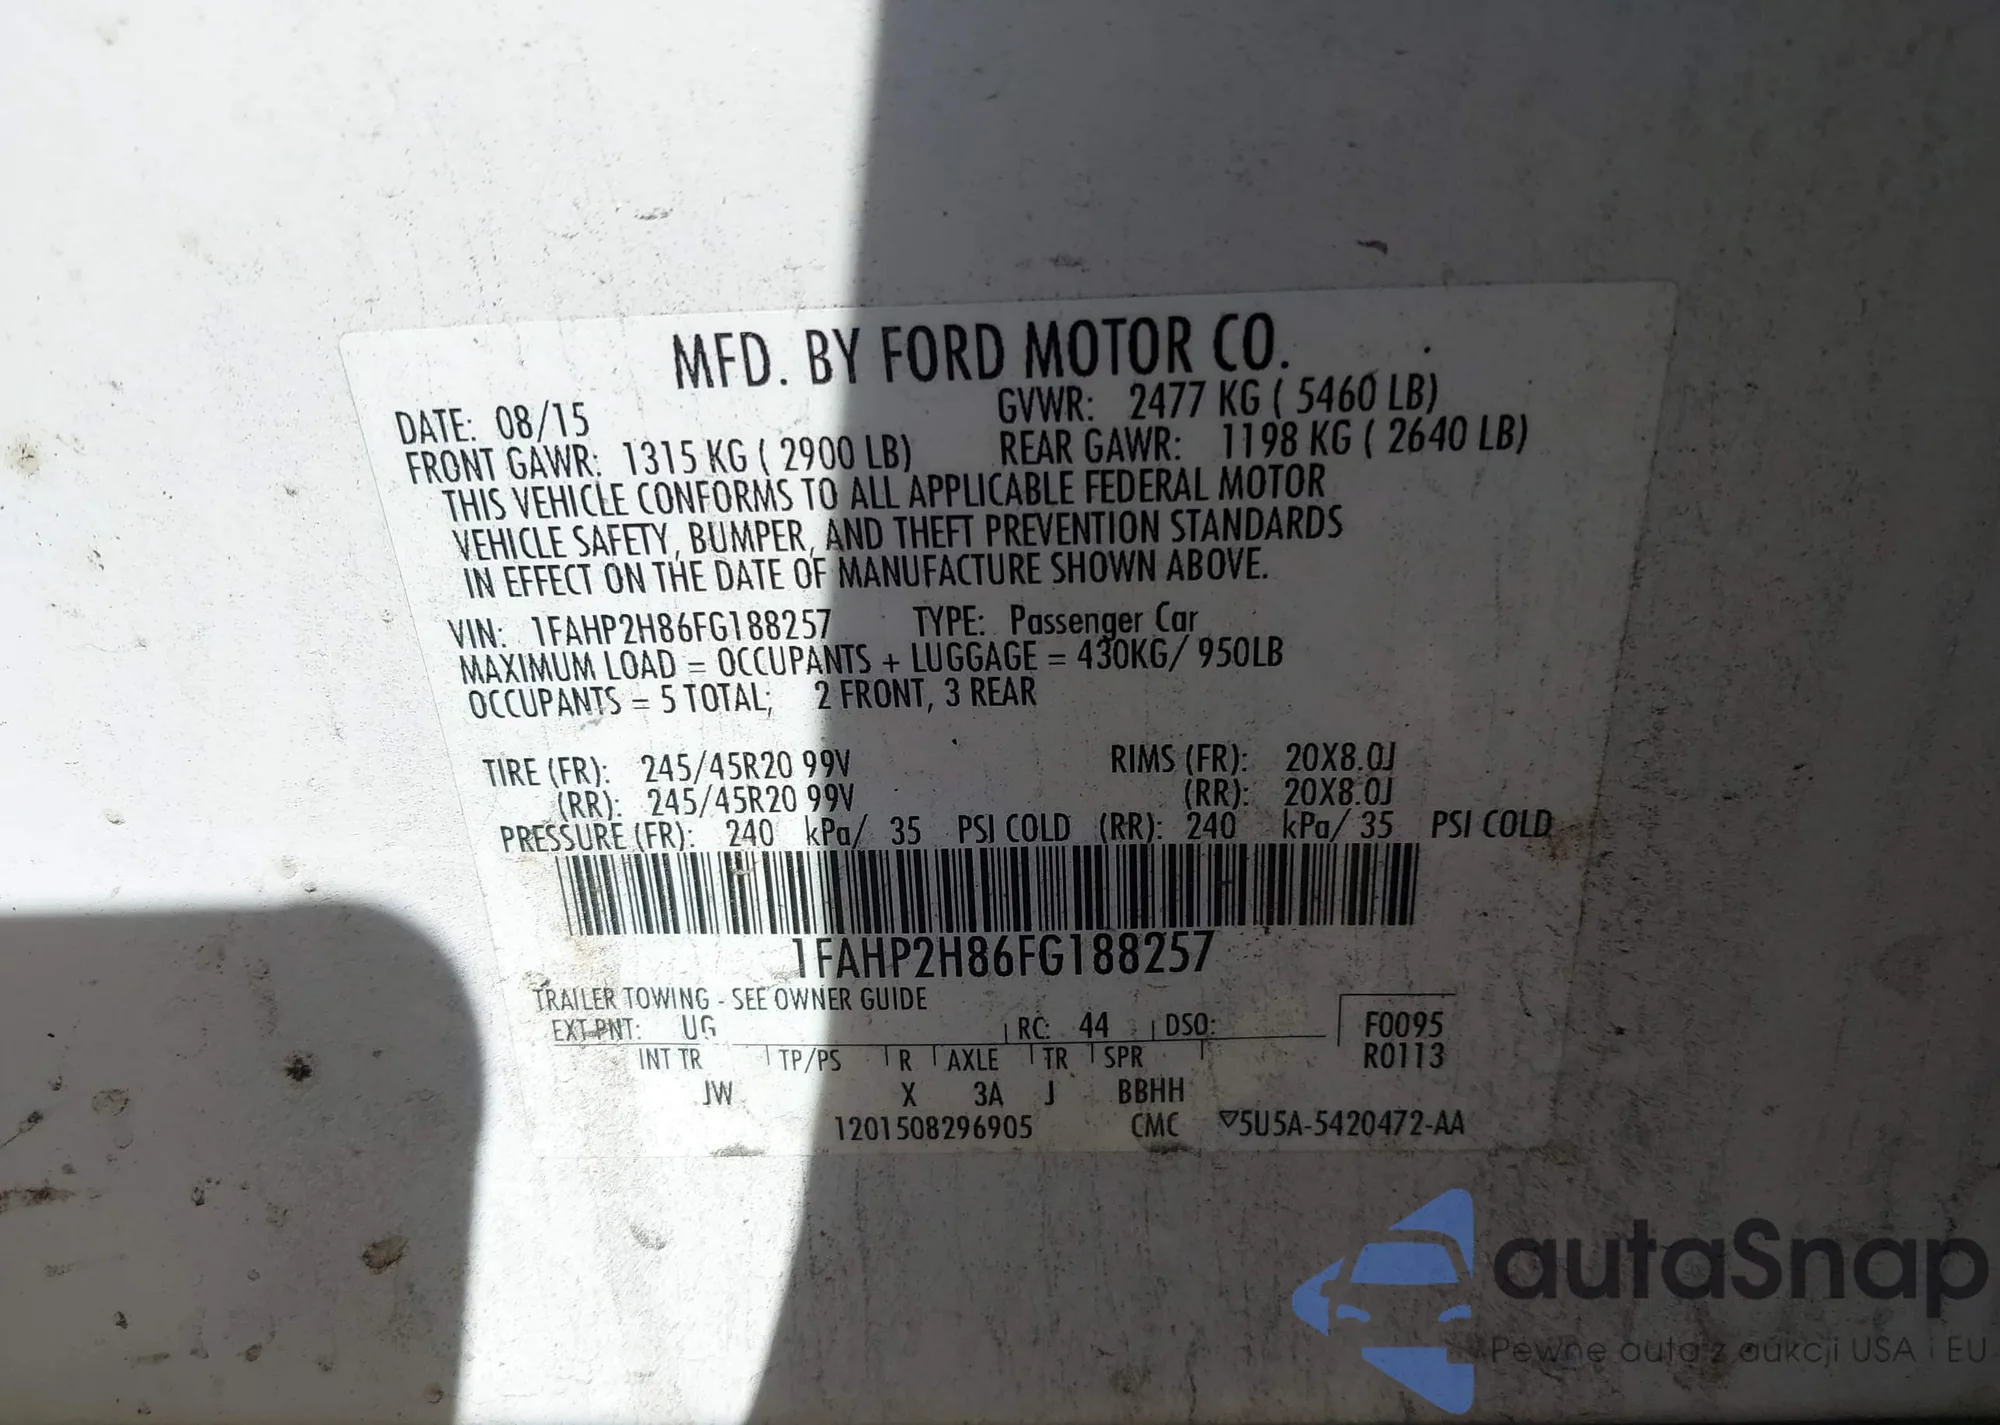 MFD. BY FORD MOTOR CO.
DATE: 08/15 GVWR: 2477 KG ( 5460 LB)
FRONT GAWR: 1315 KG ( 2900 LB) REAR GAWR: 1198 KG ( 2640 LB)
THIS VEHICLE CONFORMS TO ALL APPLICABLE FEDERAL MOTOR
VEHICLE SAFETY, BUMPER, AND THEFT PREVENTION STANDARDS
IN EFFECT ON THE DATE OF MANUFACTURE SHOWN ABOVE.
VIN: 1FAHP2H86FG188257 TYPE: Passenger Car
MAXIMUM LOAD = OCCUPANTS + LUGGAGE = 430KG/ 950LB
OCCUPANTS = 5 TOTAL; 2 FRONT, 3 REAR
TIRE (FR): 245/45R20 99V RIMS (FR): 20X8.0J
(RR): 245/45R20 99V (RR): 20X8.0J
PRESSURE (FR): 240 kPa/ 35 PSI COLD (RR): 240 kPa/ 35 PSI COLD
1FAHP2H86FG188257
TRAILER TOWING - SEE OWNER GUIDE
EXT PNT: UG RC: 44 DSO: F0095
INT TR TP/PS R AXLE TR SPR R0113
JW X 3A J BBHH
1201508296905 CMC ▽5U5A-5420472-AA
autaSnap
Pewne auta z aukcji USA i EU